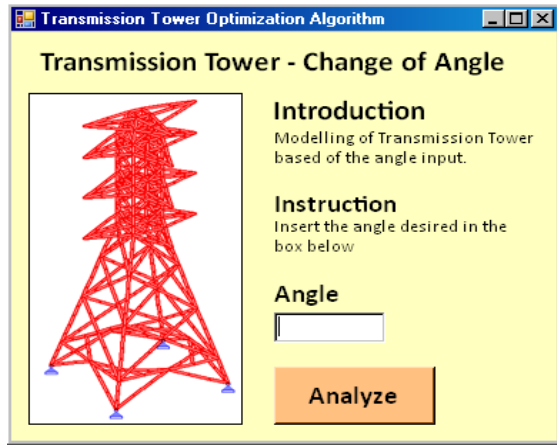 Transmission Tower Optimization Algorithm
Transmission Tower - Change of Angle
Introduction
Modelling of Transmission Tower
based of the angle input.
Instruction
Insert the angle desired in the
box below
Angle
Analyze